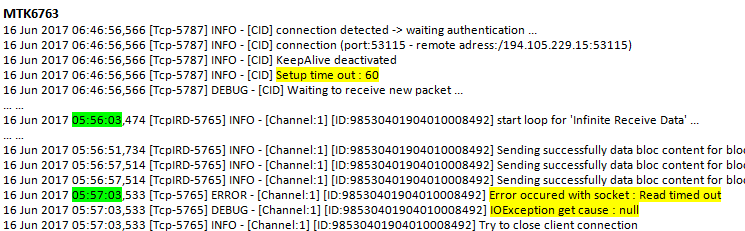 MTK6763
16 Jun 2017 06:46:56,566 [Tcp-5787] INFO - [CID] connection detected -> waiting authentication ...
16 Jun 2017 06:46:56,566 [Tcp-5787] INFO - [CID] connection (port:53115 - remote adress:/194.105.229.15:53115)
16 Jun 2017 06:46:56,566 [Tcp-5787] INFO - [CID] KeepAlive deactivated
16 Jun 2017 06:46:56,566 [Tcp-5787] INFO - [CID] Setup time out : 60
16 Jun 2017 06:46:56,566 [Tcp-5787] DEBUG - [CID] Waiting to receive new packet ...
... ...
16 Jun 2017 05:56:03,474 [TcpIRD-5765] INFO - [Channel:1] [ID:98530401904010008492] start loop for 'Infinite Receive Data' ...
... ...
16 Jun 2017 05:56:51,734 [TcpIRD-5765] INFO - [Channel:1] [ID:98530401904010008492] Sending successfully data bloc content for bloc
16 Jun 2017 05:56:57,514 [TcpIRD-5765] INFO - [Channel:1] [ID:98530401904010008492] Sending successfully data bloc content for bloc
16 Jun 2017 05:56:57,514 [TcpIRD-5765] INFO - [Channel:1] [ID:98530401904010008492] Sending successfully data bloc content for bloc
16 Jun 2017 05:57:03,533 [Tcp-5765] ERROR - [Channel:1] [ID:98530401904010008492] Error occured with socket : Read timed out
16 Jun 2017 05:57:03,533 [Tcp-5765] DEBUG - [Channel:1] [ID:98530401904010008492] IOException get cause : null
16 Jun 2017 05:57:03,533 [Tcp-5765] INFO - [Channel:1] [ID:98530401904010008492] Try to close client connection